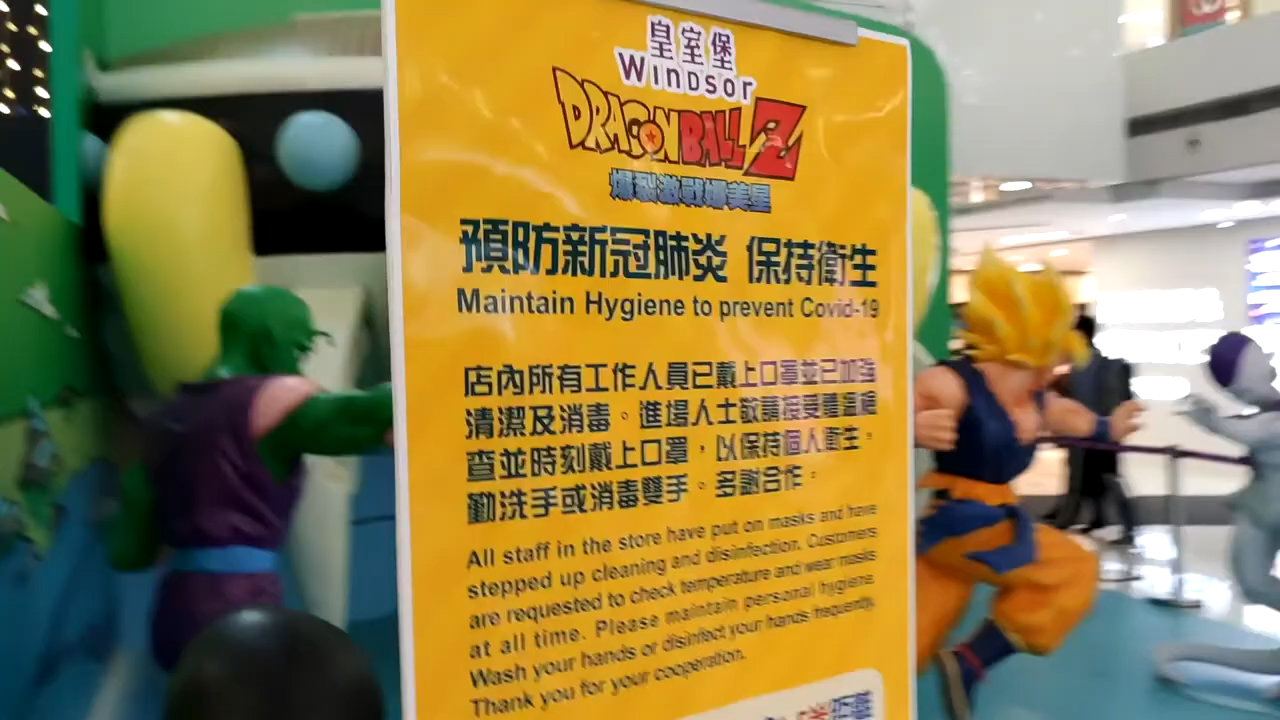 皇室堡
WINDSOR
DRAGON BALL Z
爆裂激戰娜美星
預防新冠肺炎 保持衛生
Maintain Hygiene to prevent Covid-19
店內所有工作人員已戴上口罩並已加強
清潔及消毒。進場人士敬請接受體溫檢
查並時刻戴上口罩，以保持個人衛生，
勤洗手或消毒雙手。多謝合作。
All staff in the store have put on masks and have
stepped up cleaning and disinfection. Customers
are requested to check temperature and wear masks
at all time. Please maintain personal hygiene.
Wash your hands or disinfect your hands frequently.
Thank you for your cooperation.